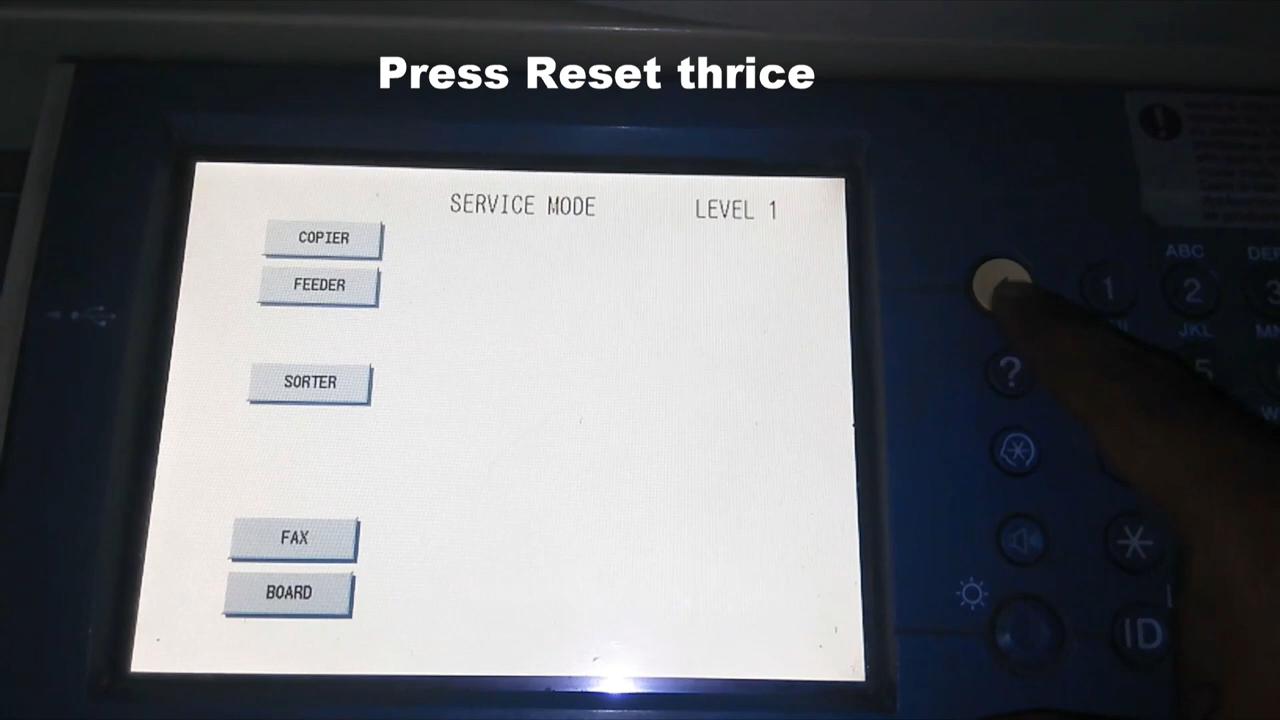 Press Reset thrice
SERVICE MODE LEVEL 1
COPIER
FEEDER
SORTER
FAX
BOARD
ABC
1 2 3
JKL
?
5
ID